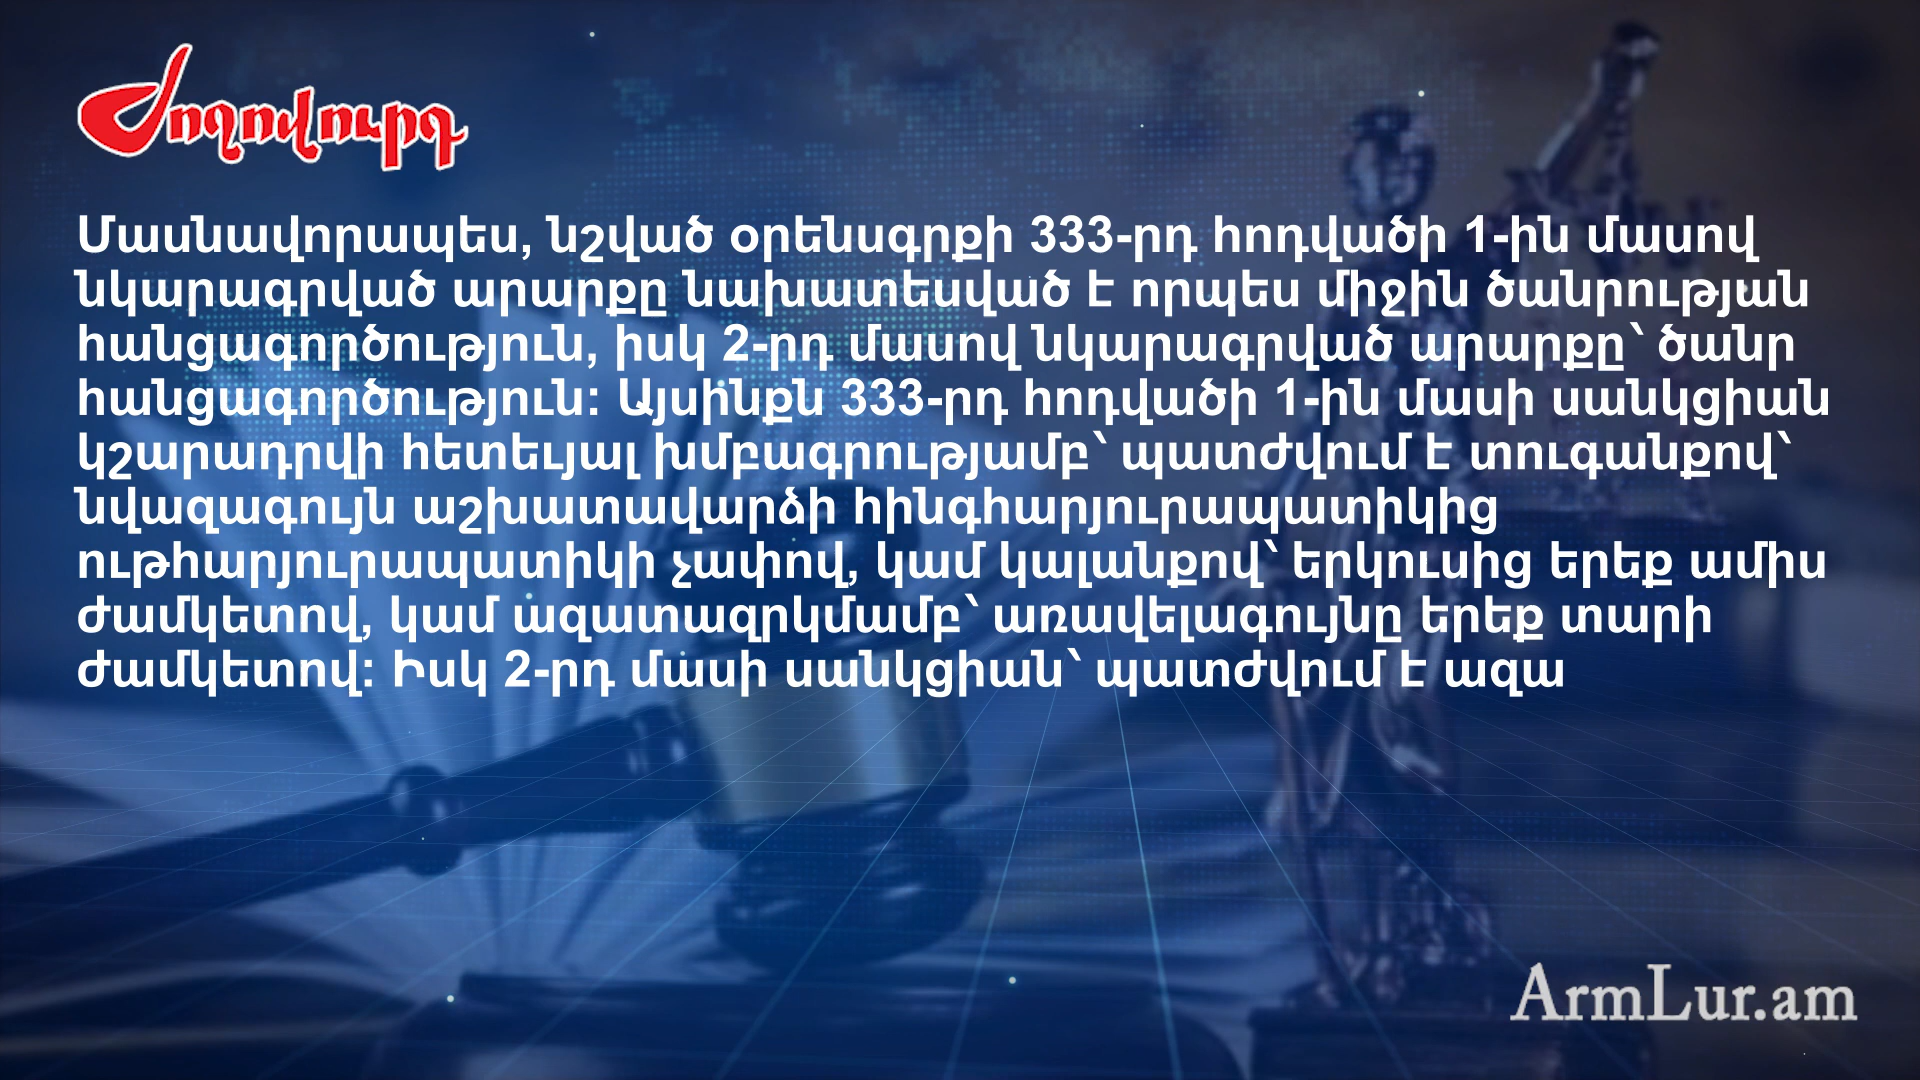 Ժողովուրդ
Մասնավորապես, նշված օրենսգրքի 333-րդ հոդվածի 1-ին մասով
նկարագրված արարքը նախատեսված է որպես միջին ծանրության
հանցագործություն, իսկ 2-րդ մասով նկարագրված արարքը՝ ծանր
հանցագործություն: Այսինքն 333-րդ հոդվածի 1-ին մասի սանկցիան
կշարադրվի հետեւյալ խմբագրությամբ՝ պատժվում է տուգանքով՝
նվազագույն աշխատավարձի հինգհարյուրապատիկից
ութհարյուրապատիկի չափով, կամ կալանքով՝ երկուսից երեք ամիս
ժամկետով, կամ ազատազրկմամբ՝ առավելագույնը երեք տարի
ժամկետով: Իսկ 2-րդ մասի սանկցիան՝ պատժվում է ազա
ArmLur.am